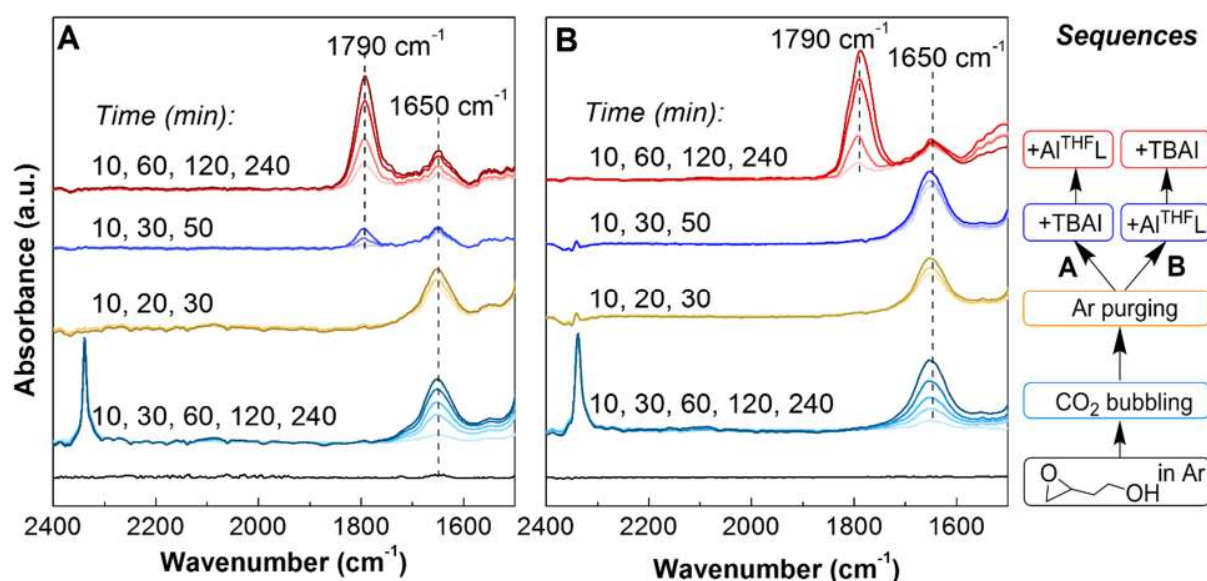 A
1790 cm⁻¹
1650 cm⁻¹
Time (min):
10, 60, 120, 240
10, 30, 50
10, 20, 30
10, 30, 60, 120, 240
Absorbance (a.u.)
2400 2200 2000 1800 1600
Wavenumber (cm⁻¹)
B
1790 cm⁻¹
1650 cm⁻¹
Time (min):
10, 60, 120, 240
10, 30, 50
10, 20, 30
10, 30, 60, 120, 240
2400 2200 2000 1800 1600
Wavenumber (cm⁻¹)
Sequences
+AlᵀᴴꟳL +TBAI
+TBAI +AlᵀᴴꟳL
A B
Ar purging
CO₂ bubbling
O OH in Ar